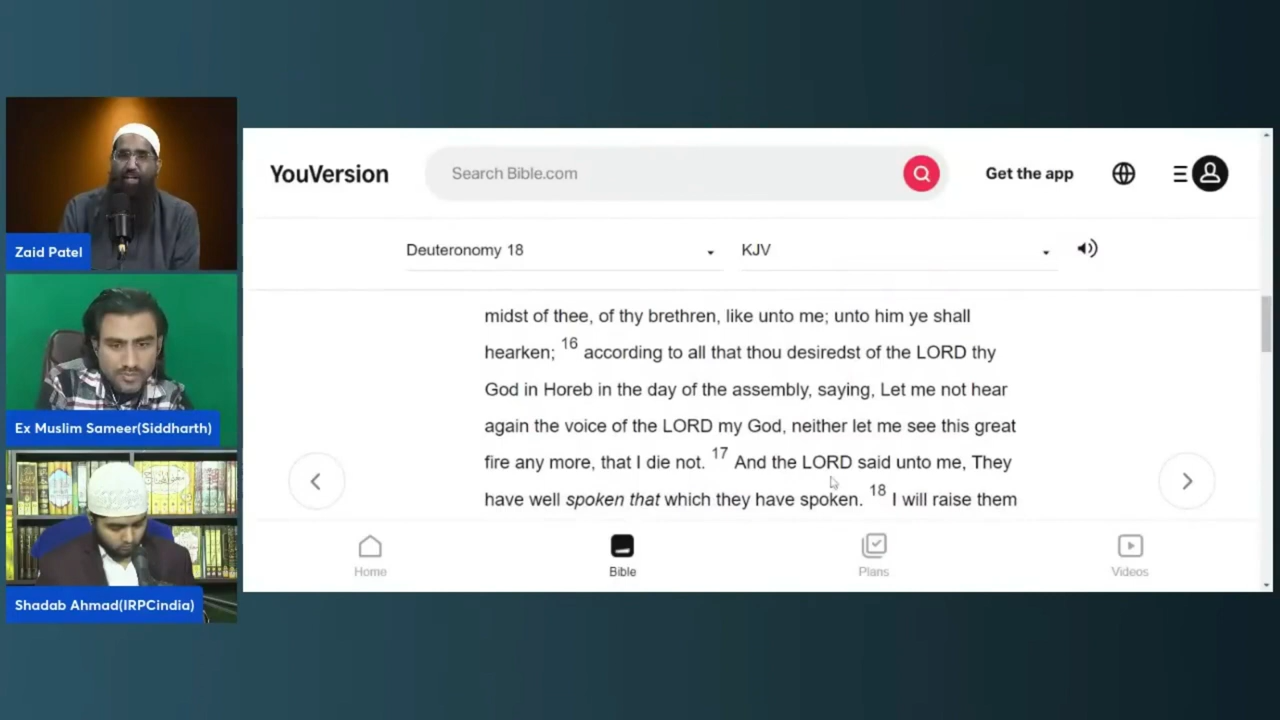 Zaid Patel
Ex Muslim Sameer(Siddharth)
Shadab Ahmad(IRPCindia)
YouVersion
Search Bible.com
Get the app
Deuteronomy 18
KJV
midst of thee, of thy brethren, like unto me; unto him ye shall
hearken; 16 according to all that thou desiredst of the LORD thy
God in Horeb in the day of the assembly, saying, Let me not hear
again the voice of the LORD my God, neither let me see this great
fire any more, that I die not. 17 And the LORD said unto me, They
have well spoken that which they have spoken. 18 I will raise them
Home
Bible
Plans
Videos